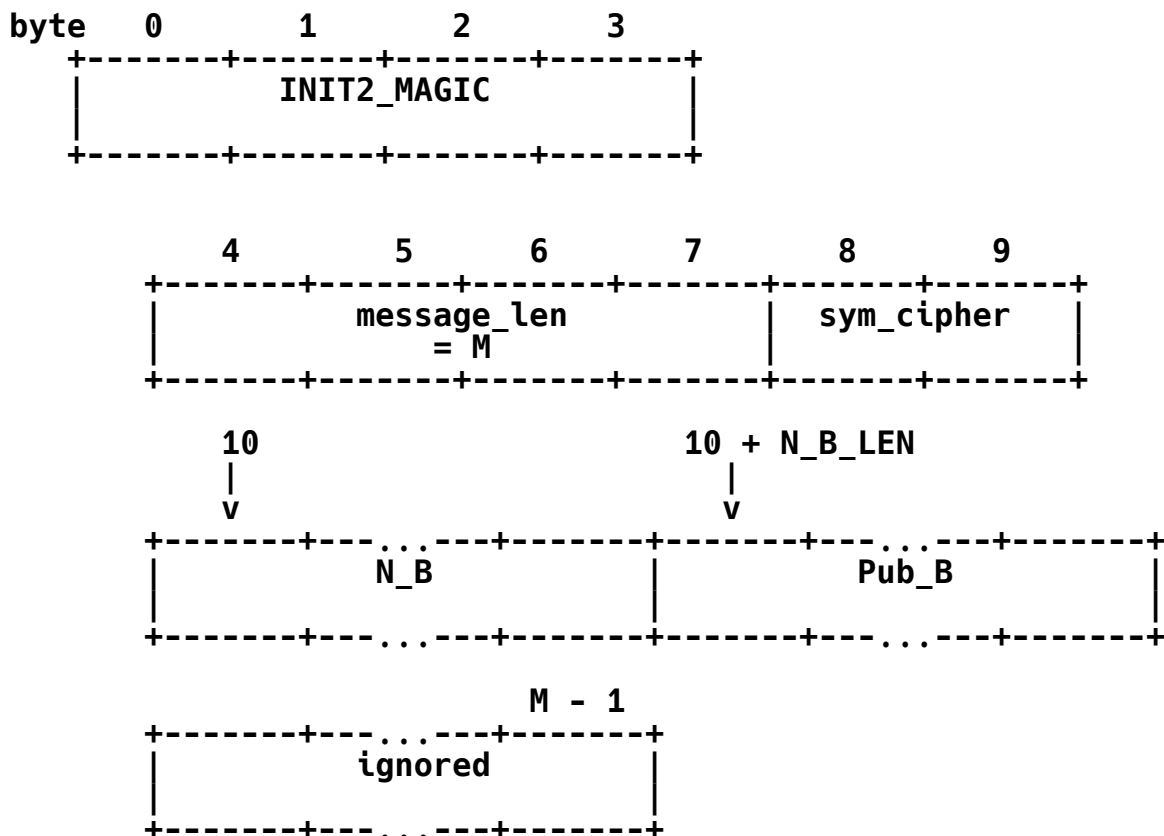 byte    0       1       2       3
    +-------+-------+-------+-------+
    |          INIT2_MAGIC          |
    |                               |
    +-------+-------+-------+-------+

            4        5      6       7       8       9
        +-------+-------+-------+-------+-------+-------+
        |          message_len          |  sym_cipher   |
        |              = M              |               |
        +-------+-------+-------+-------+-------+-------+

           10                      10 + N_B_LEN
            |                         |
            v                         v
        +-------+---...---+-------+-------+---...---+-------+
        |           N_B           |          Pub_B          |
        |                         |                         |
        +-------+---...---+-------+-------+---...---+-------+

                           M - 1
        +-------+---...---+-------+
        |          ignored        |
        |                         |
        +-------+---...---+-------+